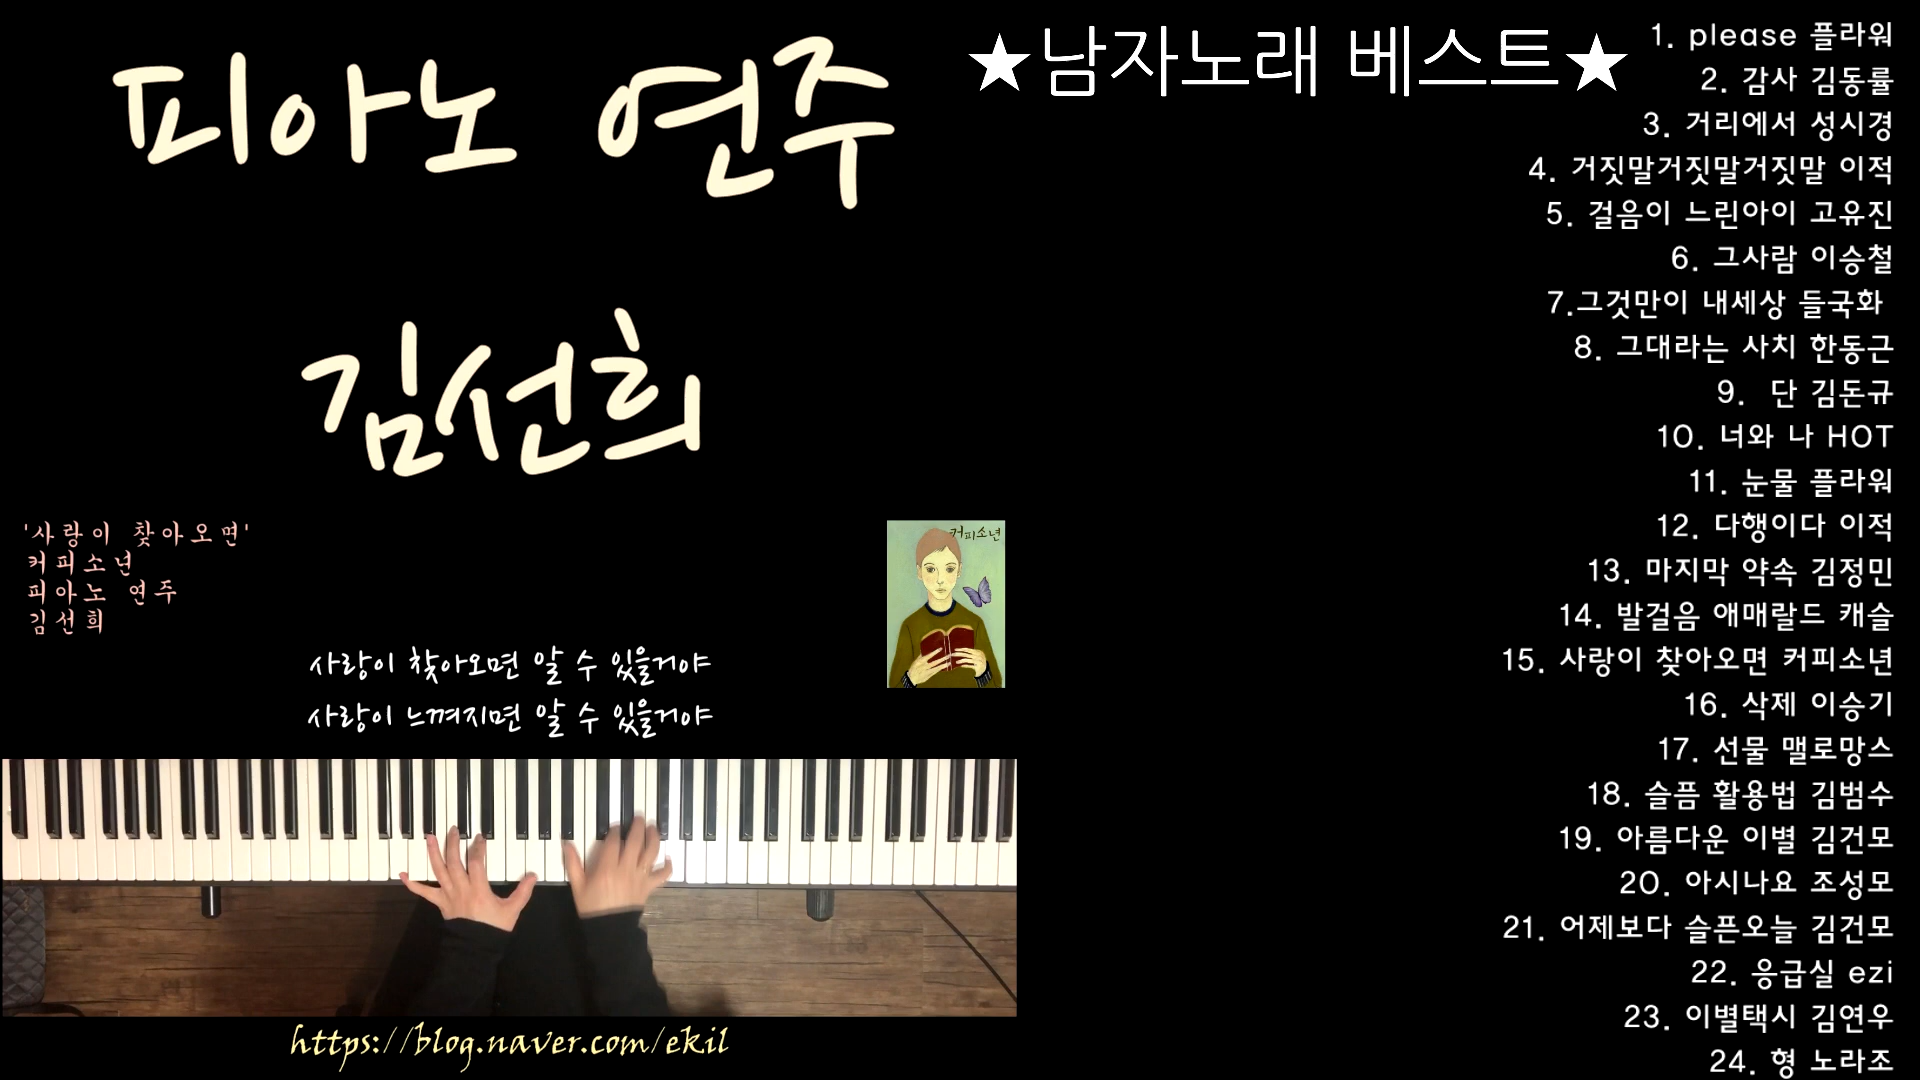 피아노 연주
김선희
'사랑이 찾아오면'
커피소년
피아노 연주
김선희
커피소년
사랑이 찾아오면 알 수 있을거야
사랑이 느껴지면 알 수 있을거야
https://blog.naver.com/ekil
★남자노래 베스트★
1. please 플라워
2. 감사 김동률
3. 거리에서 성시경
4. 거짓말거짓말거짓말 이적
5. 걸음이 느린아이 고유진
6. 그사람 이승철
7.그것만이 내세상 들국화
8. 그대라는 사치 한동근
9. 단 김돈규
10. 너와 나 HOT
11. 눈물 플라워
12. 다행이다 이적
13. 마지막 약속 김정민
14. 발걸음 애매랄드 캐슬
15. 사랑이 찾아오면 커피소년
16. 삭제 이승기
17. 선물 맬로망스
18. 슬픔 활용법 김범수
19. 아름다운 이별 김건모
20. 아시나요 조성모
21. 어제보다 슬픈오늘 김건모
22. 응급실 ezi
23. 이별택시 김연우
24. 형 노라조